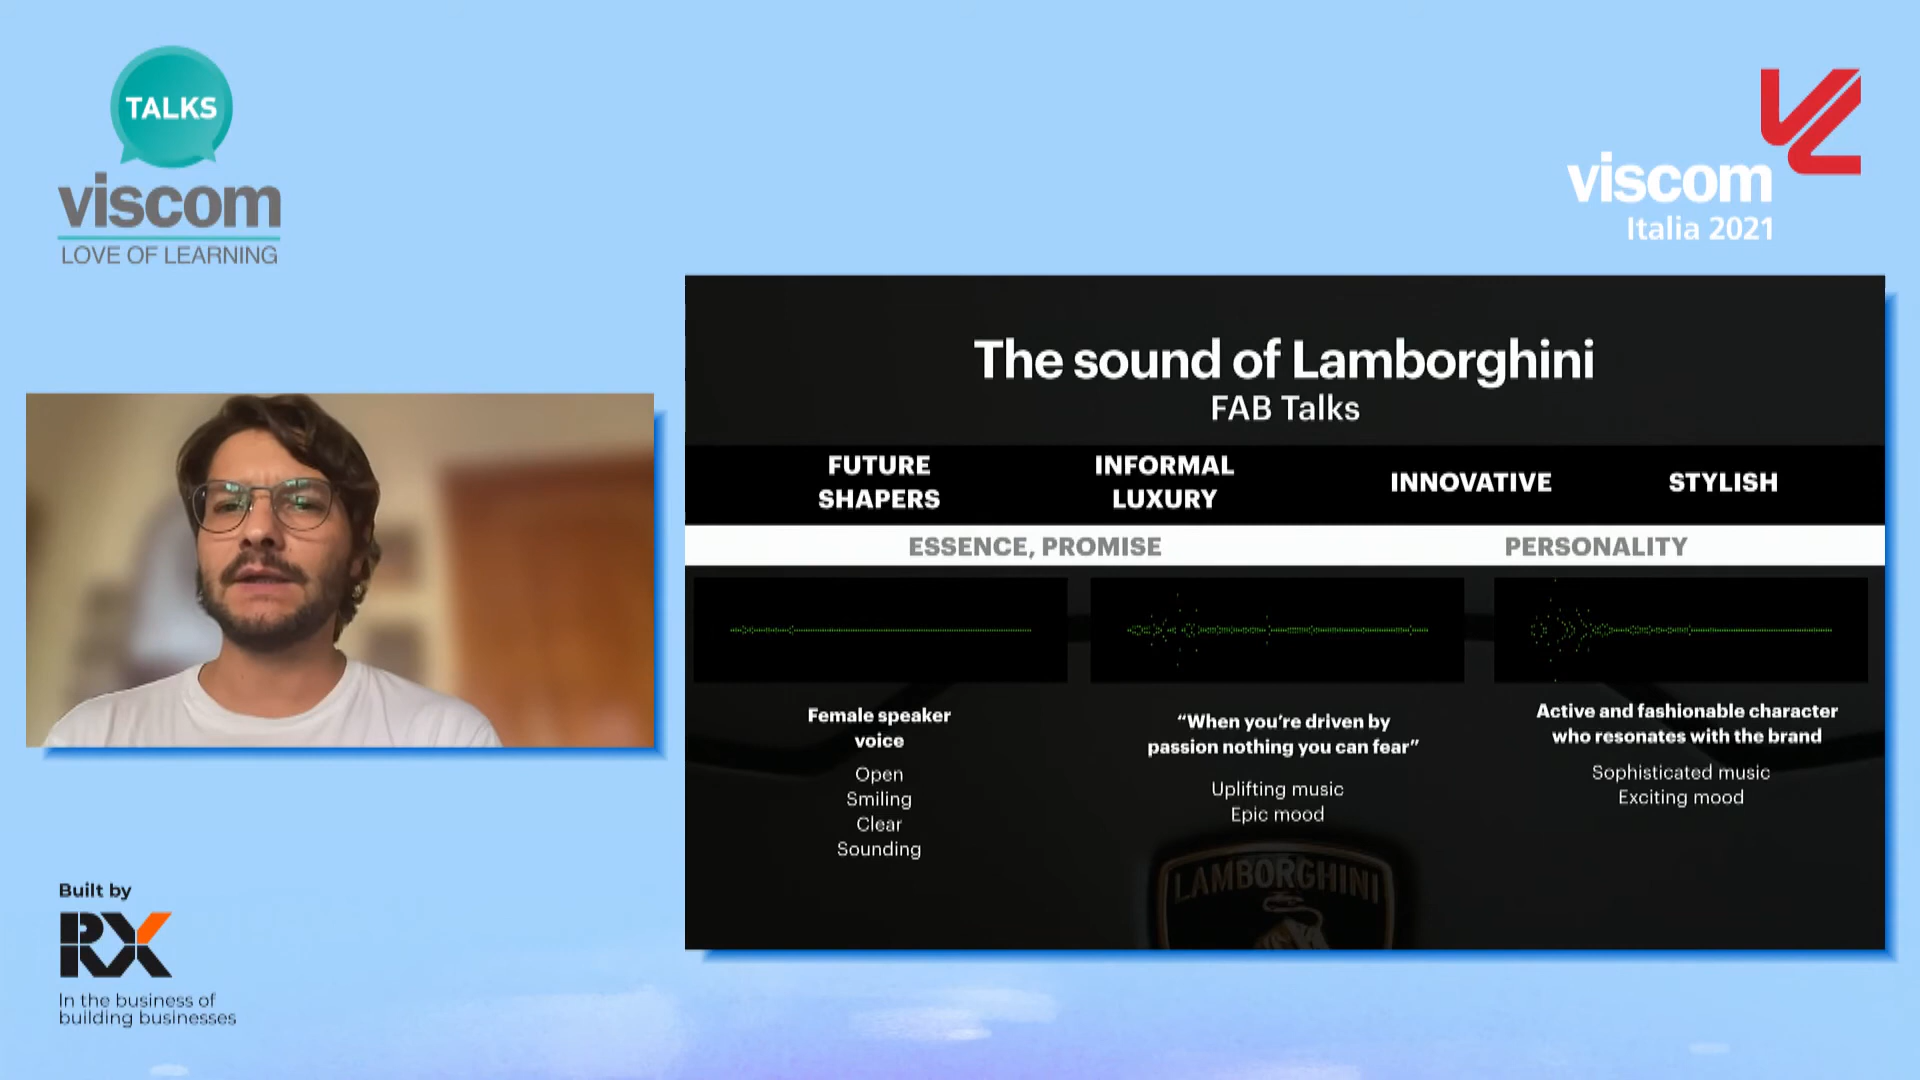 TALKS
viscom
LOVE OF LEARNING
viscom
Italia 2021
The sound of Lamborghini
FAB Talks
FUTURE
SHAPERS
INFORMAL
LUXURY
INNOVATIVE
STYLISH
ESSENCE, PROMISE
PERSONALITY
Female speaker
voice
Open
Smiling
Clear
Sounding
“When you’re driven by
passion nothing you can fear”
Uplifting music
Epic mood
Active and fashionable character
who resonates with the brand
Sophisticated music
Exciting mood
LAMBORGHINI
Built by
RX
In the business of
building businesses